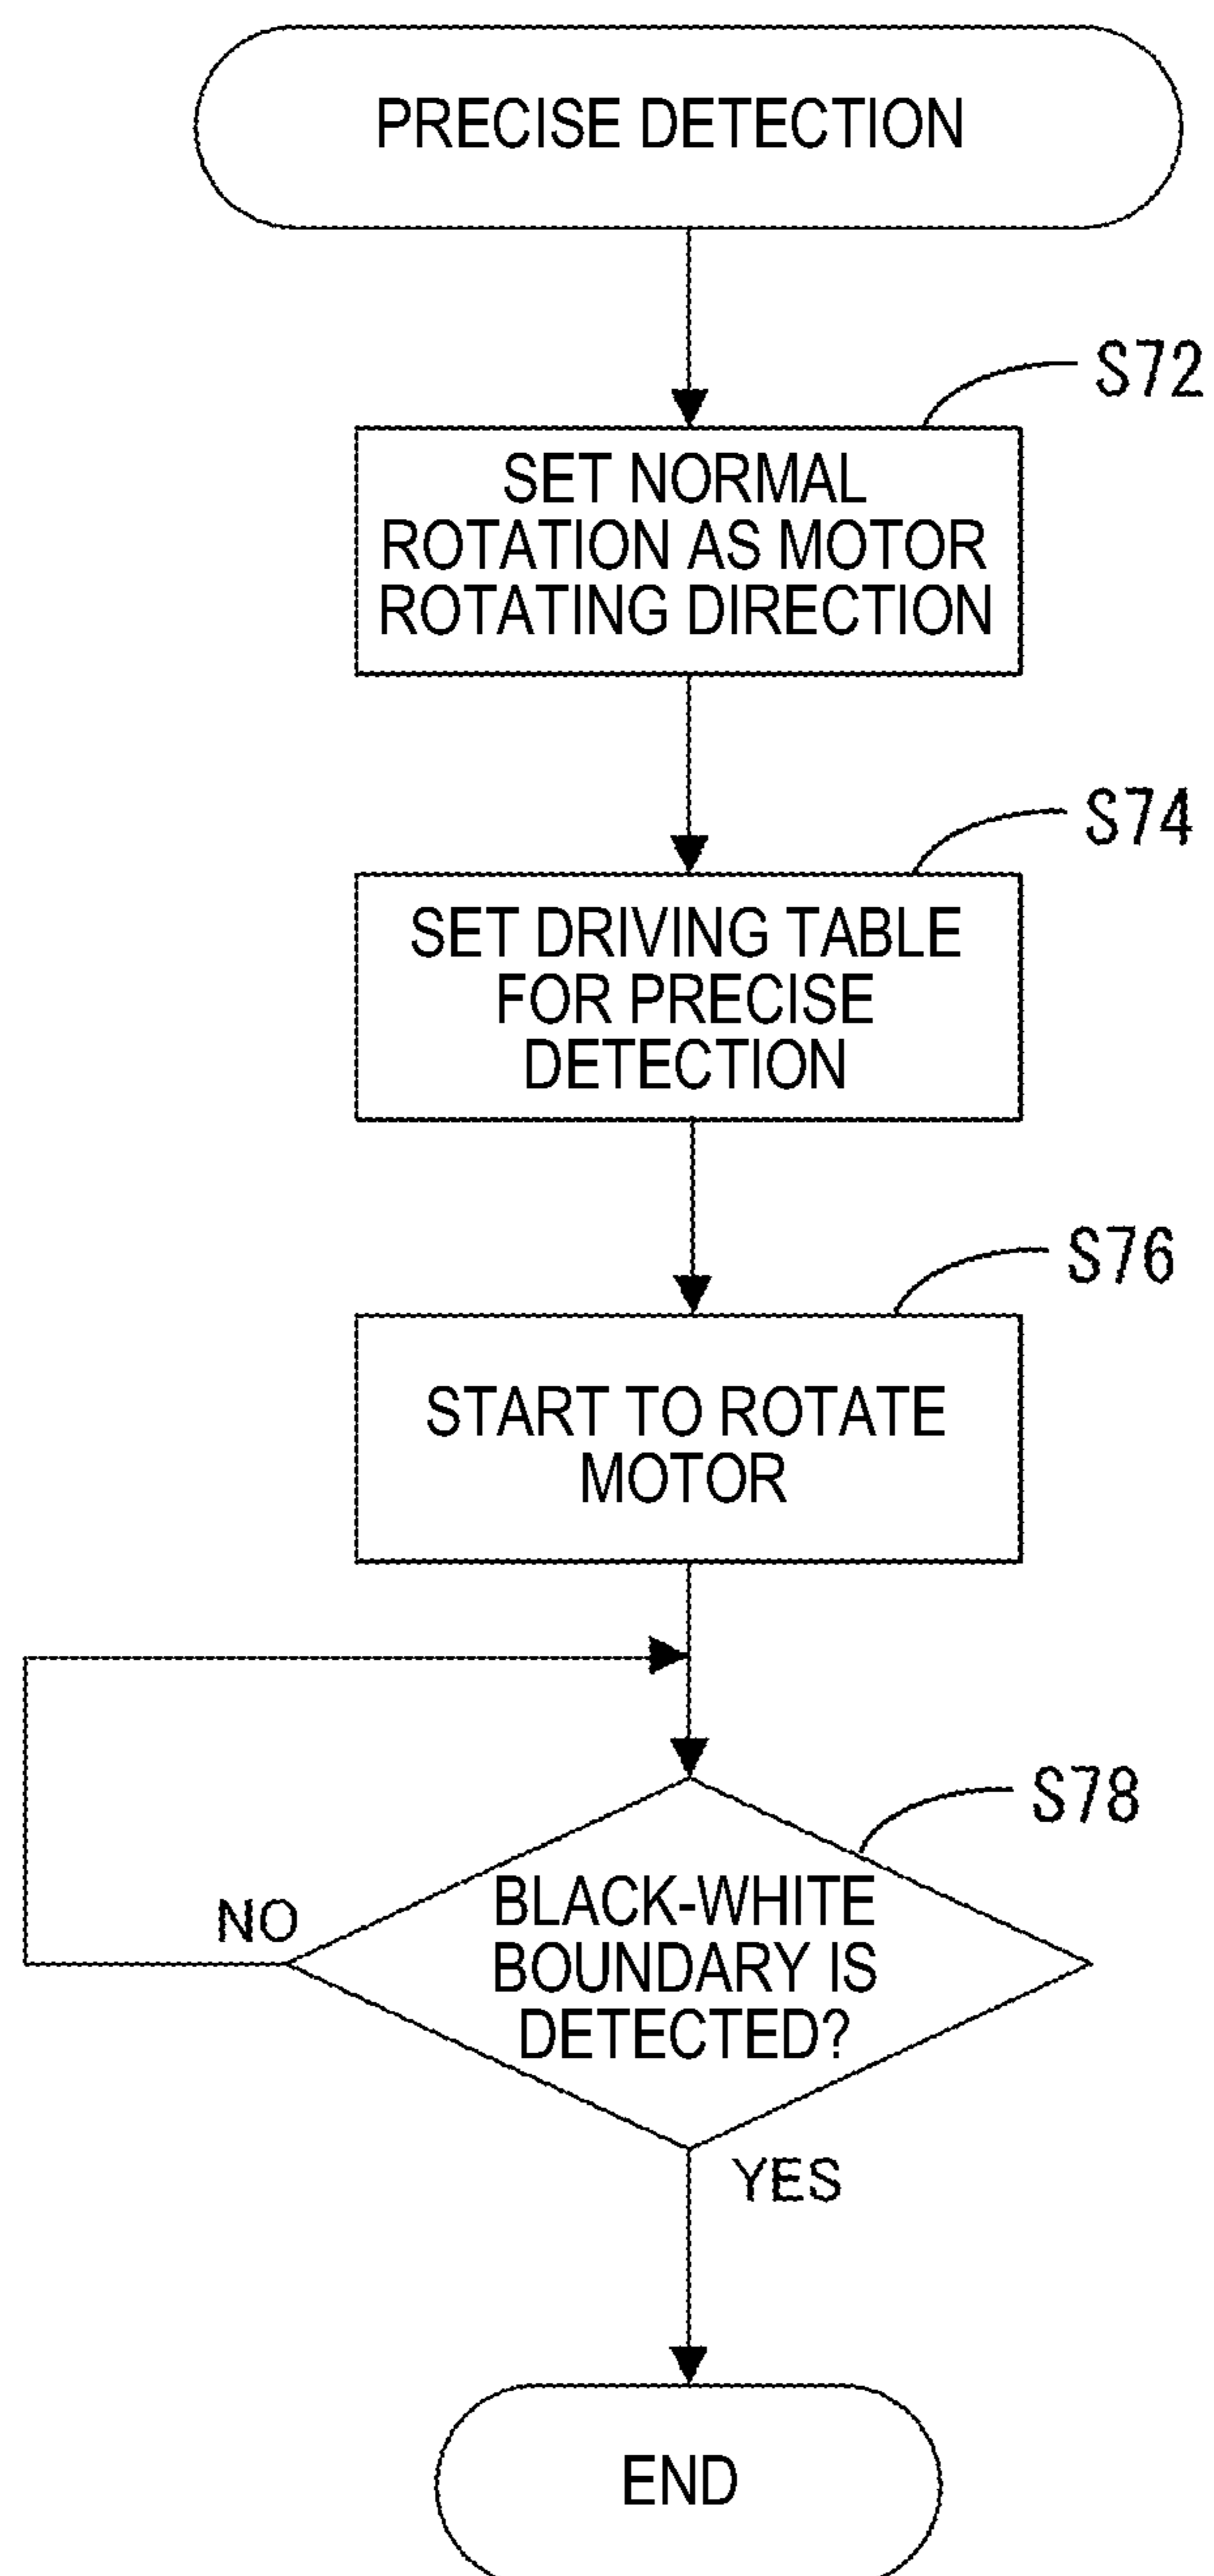 PRECISE DETECTION
S72
SET NORMAL
ROTATION AS MOTOR
ROTATING DIRECTION
S74
SET DRIVING TABLE
FOR PRECISE
DETECTION
S76
START TO ROTATE
MOTOR
S78
BLACK-WHITE
BOUNDARY IS
DETECTED?
NO
YES
END